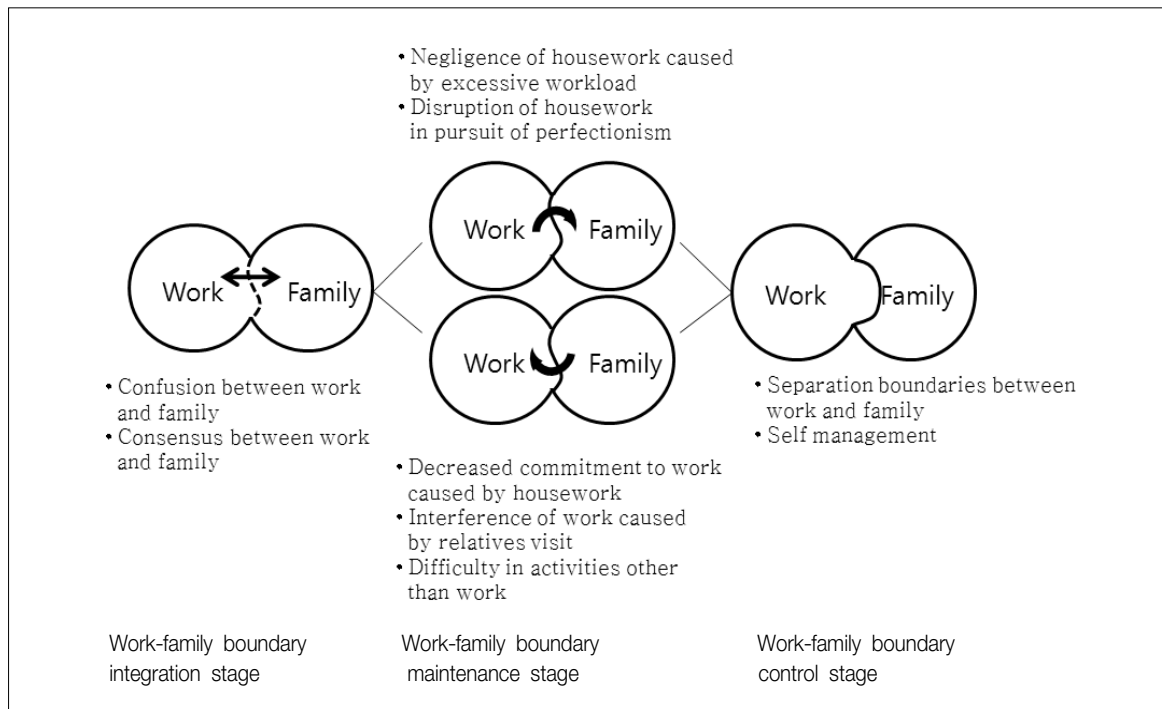 • Negligence of housework caused
by excessive workload
• Disruption of housework
in pursuit of perfectionism
Work Family
Work Family
Work Family
Work Family
• Confusion between work
and family
• Consensus between work
and family
• Decreased commitment to work
caused by housework
• Interference of work caused
by relatives visit
• Difficulty in activities other
than work
• Separation boundaries between
work and family
• Self management
Work-family boundary
integration stage
Work-family boundary
maintenance stage
Work-family boundary
control stage